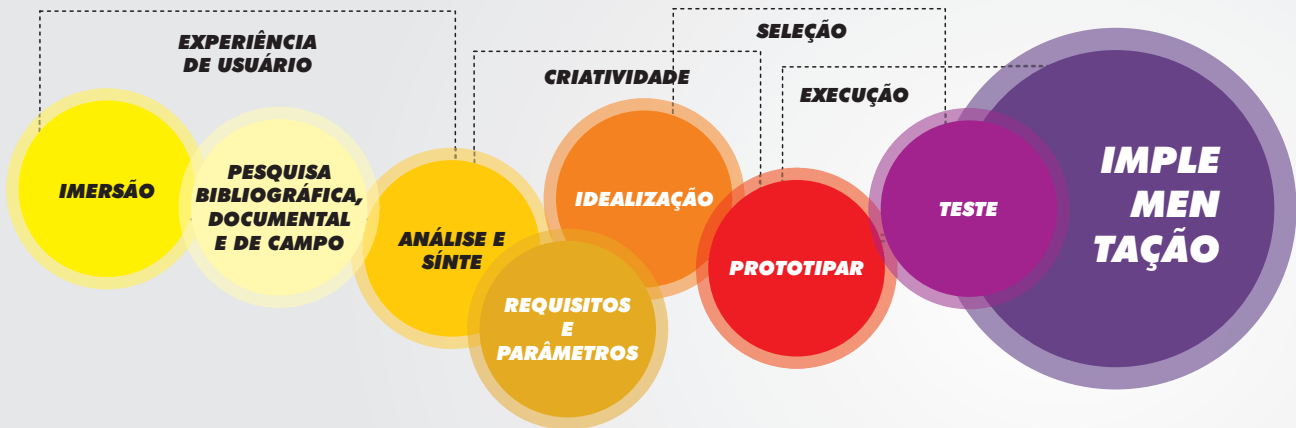 EXPERIÊNCIA
DE USUÁRIO
CRIATIVIDADE
SELEÇÃO
EXECUÇÃO
IMERSÃO
PESQUISA
BIBLIOGRÁFICA,
DOCUMENTAL
E DE CAMPO
ANÁLISE E
SÍNTE
REQUISITOS
E
PARÂMETROS
IDEALIZAÇÃO
PROTOTIPAR
TESTE
IMPLE
MEN
TAÇÃO